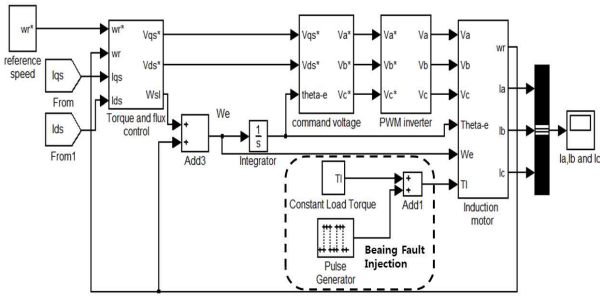 wr*
reference
speed
Iqs
From
Ids
From1
wr*
wr
Iqs
Ids
Vqs*
Vds*
Wsl
Torque and flux
control
We
Add3
1
s
Integrator
Vqs*
Vds*
theta-e
Va*
Vb*
Vc*
command voltage
Va*
Vb*
Vc*
Va
Vb
Vc
PWM inverter
Va
Vb
Vc
Theta-e
We
Tl
wr
Ia
Ib
Ic
Induction
motor
Ia,Ib and Ic
Tl
Constant Load Torque
Add1
Pulse
Generator
Beaing Fault
Injection